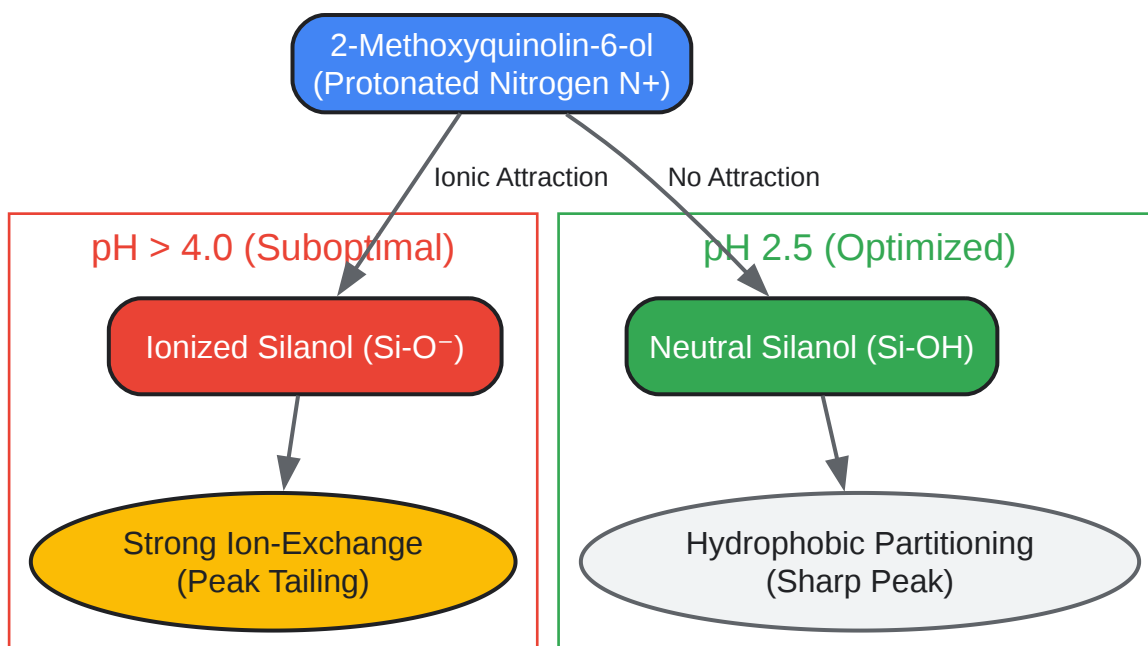 2-Methoxyquinolin-6-ol
(Protonated Nitrogen N+)
Ionic Attraction
No Attraction
pH > 4.0 (Suboptimal)
pH 2.5 (Optimized)
Ionized Silanol (Si-O⁻)
Neutral Silanol (Si-OH)
Strong Ion-Exchange
(Peak Tailing)
Hydrophobic Partitioning
(Sharp Peak)